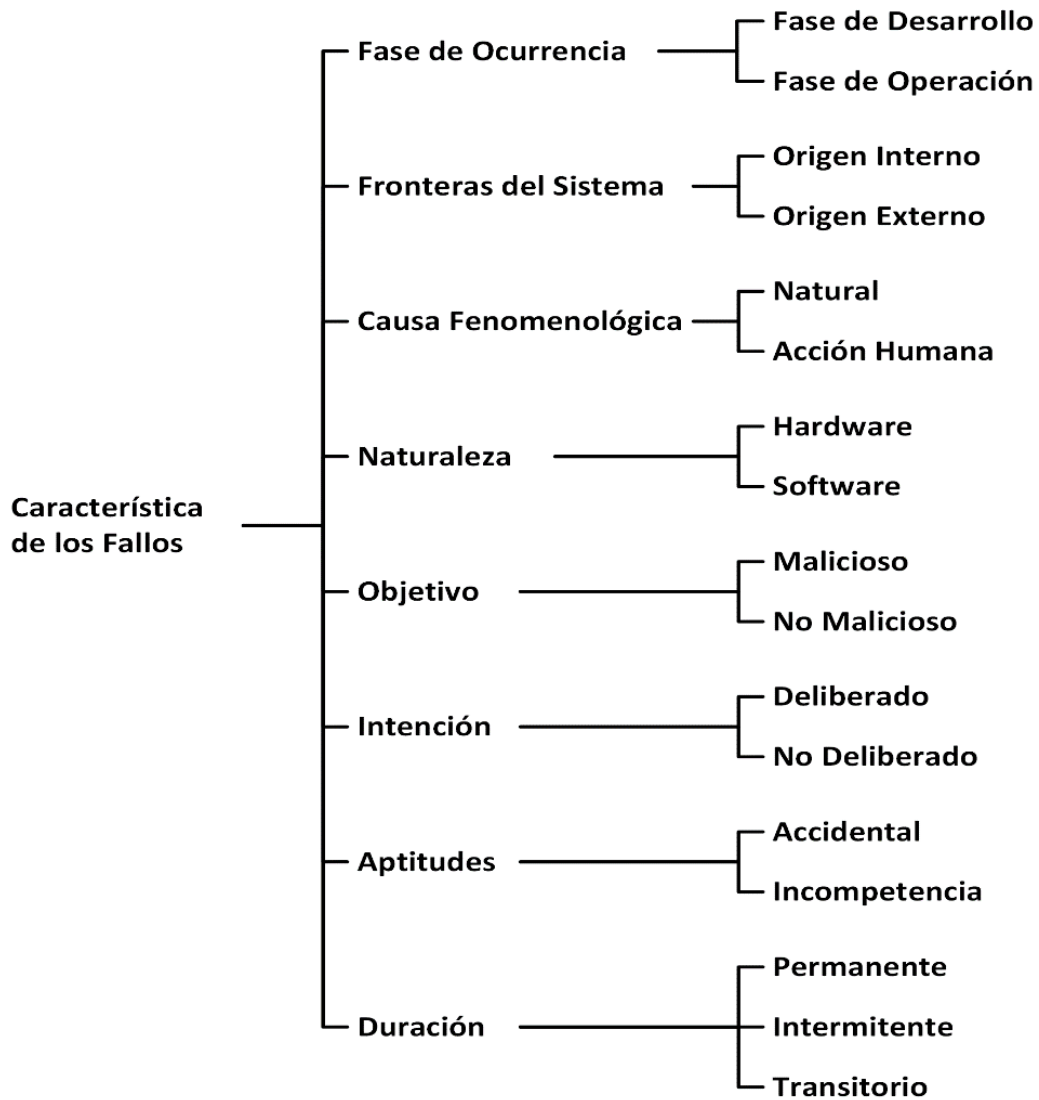 Fase de Desarrollo
Fase de Ocurrencia
Fase de Operación
Origen Interno
Fronteras del Sistema
Origen Externo
Natural
Causa Fenomenológica
Acción Humana
Hardware
Naturaleza
Software
Característica
de los Fallos
Malicioso
Objetivo
No Malicioso
Deliberado
Intención
No Deliberado
Accidental
Aptitudes
Incompetencia
Permanente
Duración
Intermitente
Transitorio